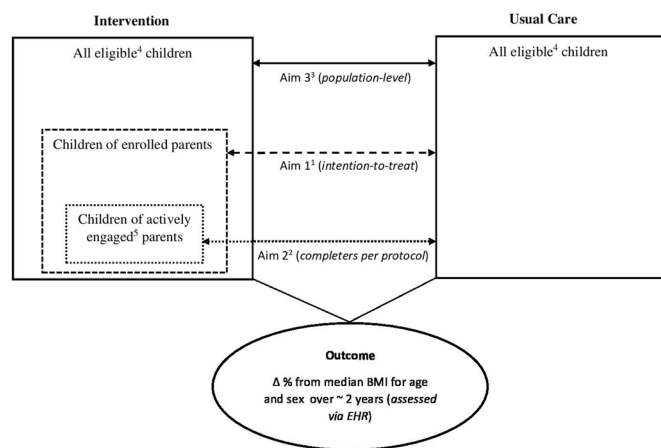 Intervention
Usual Care
All eligible⁴ children
All eligible⁴ children
Aim 3³ (population-level)
Children of enrolled parents
Aim 1¹ (intention-to-treat)
Children of actively
engaged⁵ parents
Aim 2² (completers per protocol)
Outcome
Δ % from median BMI for age
and sex over ~ 2 years (assessed
via EHR)